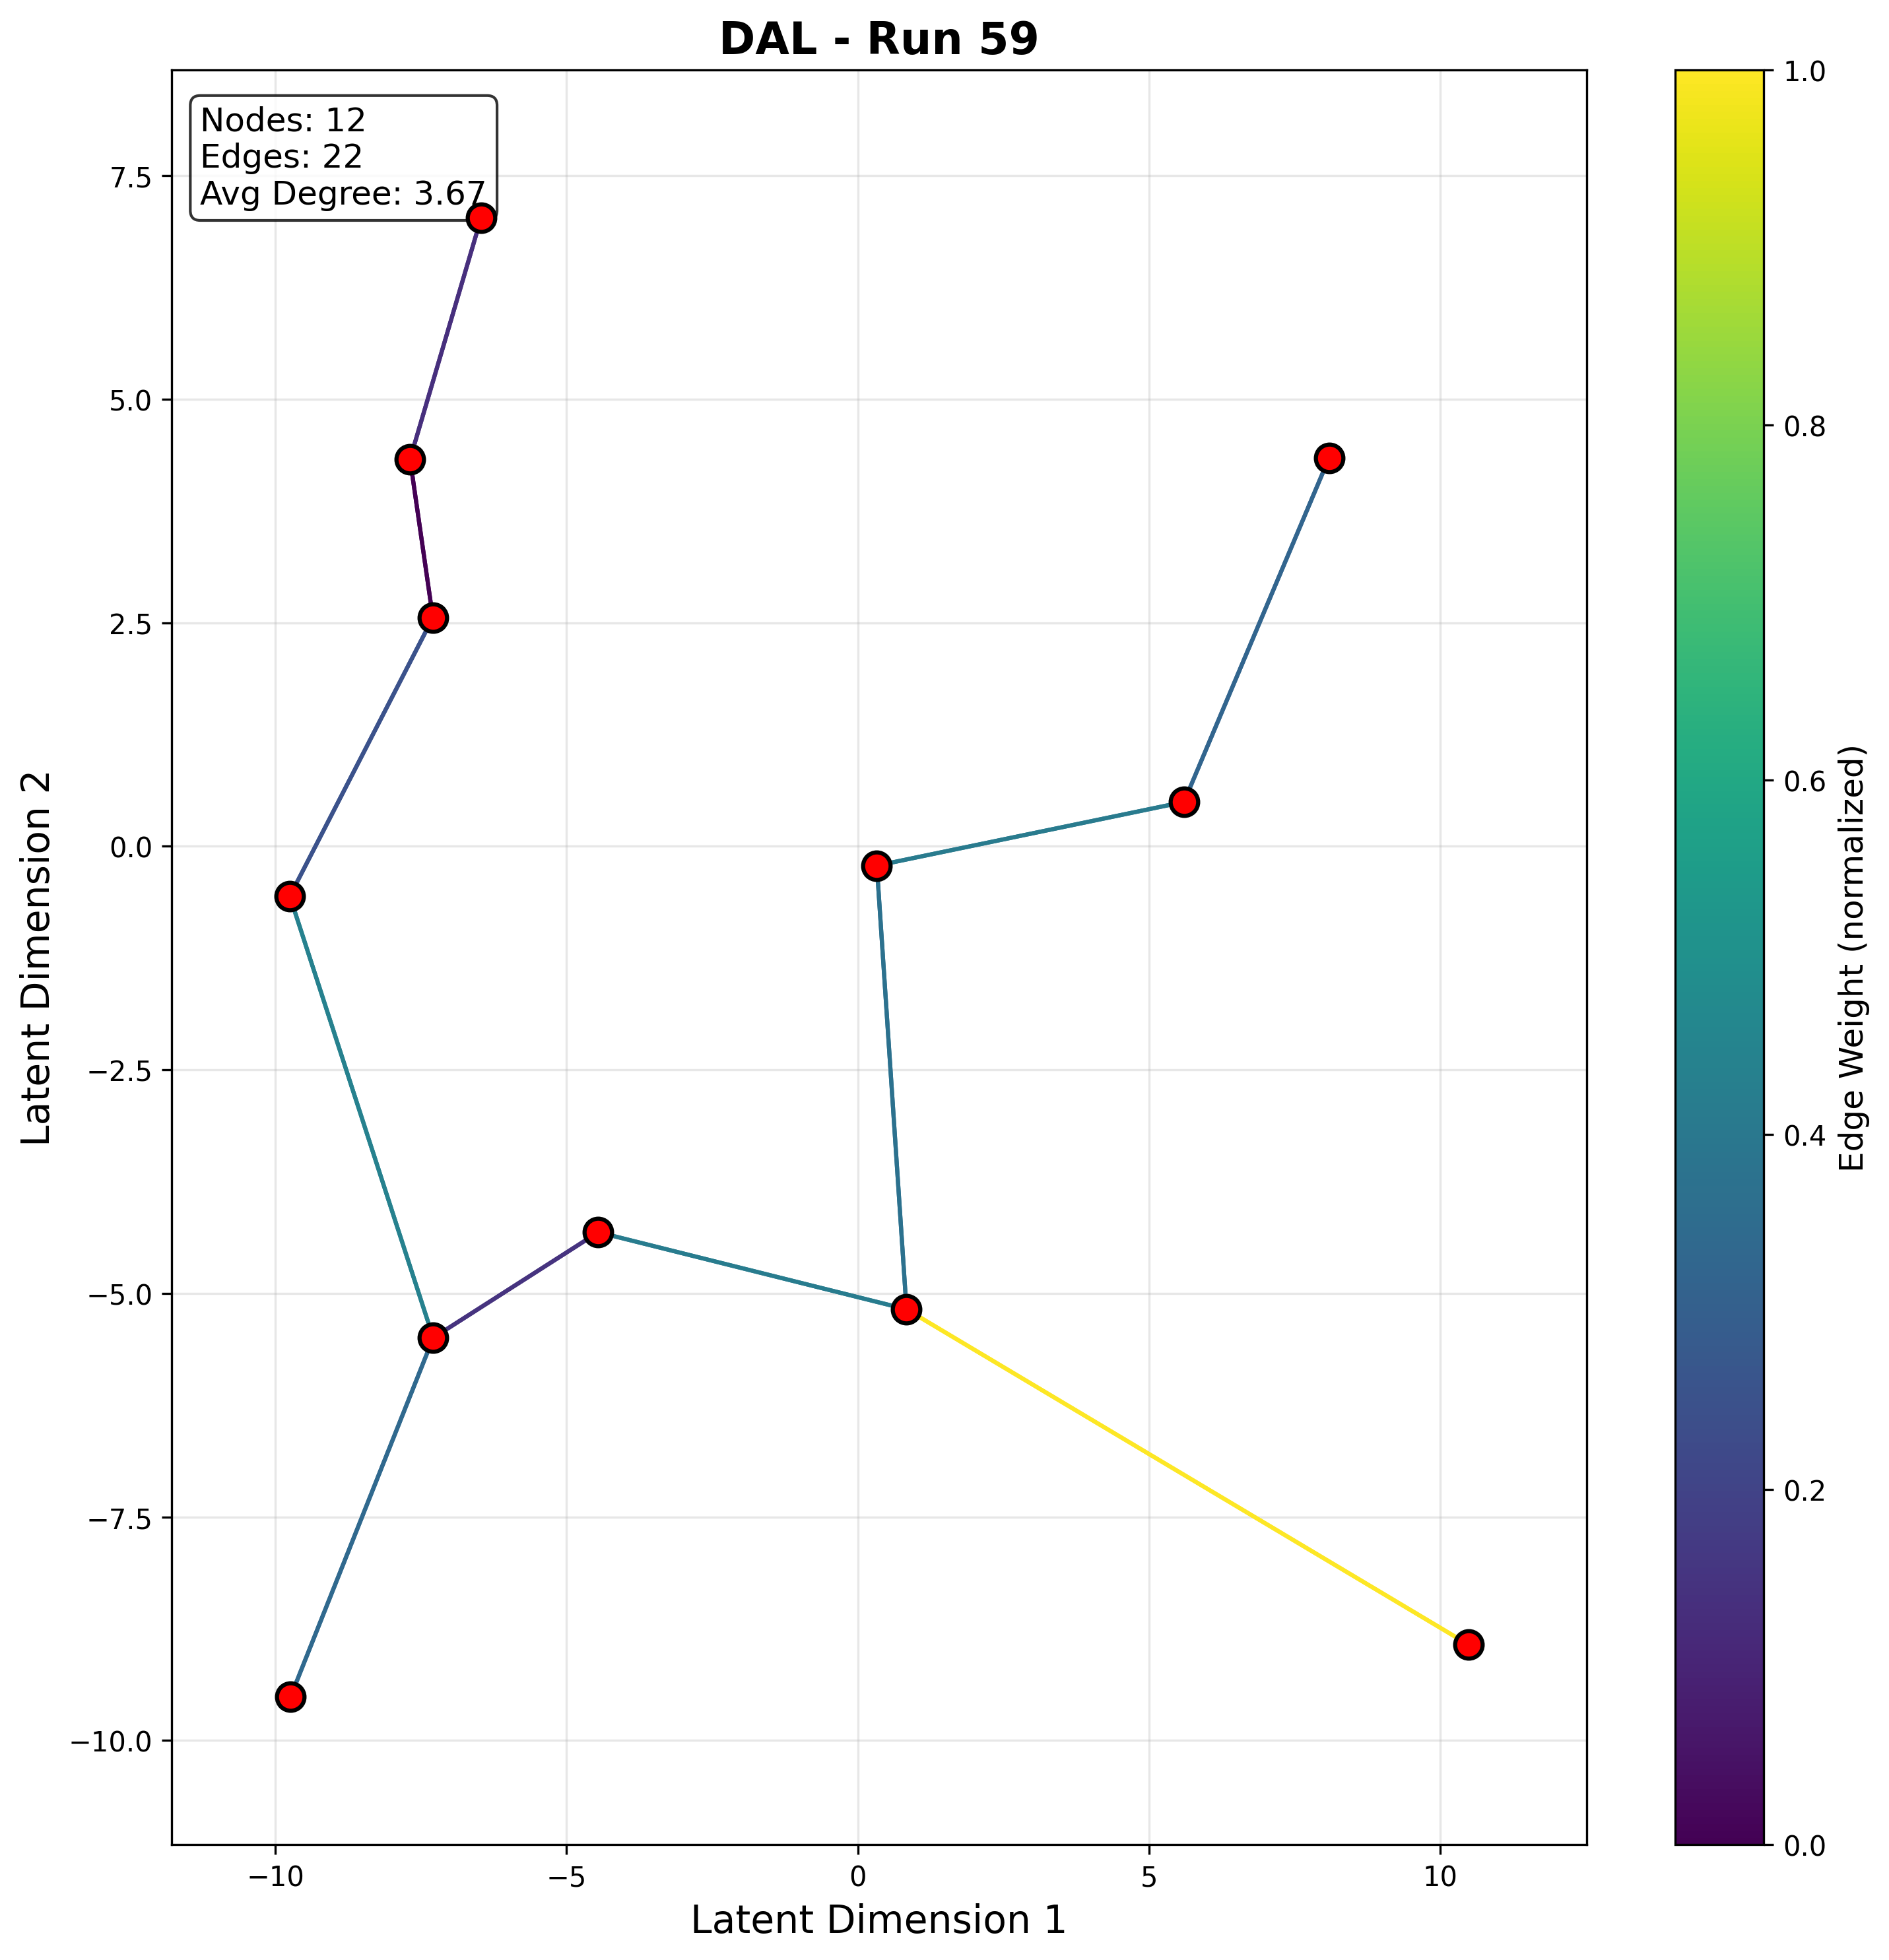 DAL - Run 59
Nodes: 12
Edges: 22
Avg Degree: 3.67
7.5
5.0
2.5
0.0
−2.5
−5.0
−7.5
−10.0
Latent Dimension 2
−10
−5
0
5
10
Latent Dimension 1
1.0
0.8
0.6
0.4
0.2
0.0
Edge Weight (normalized)